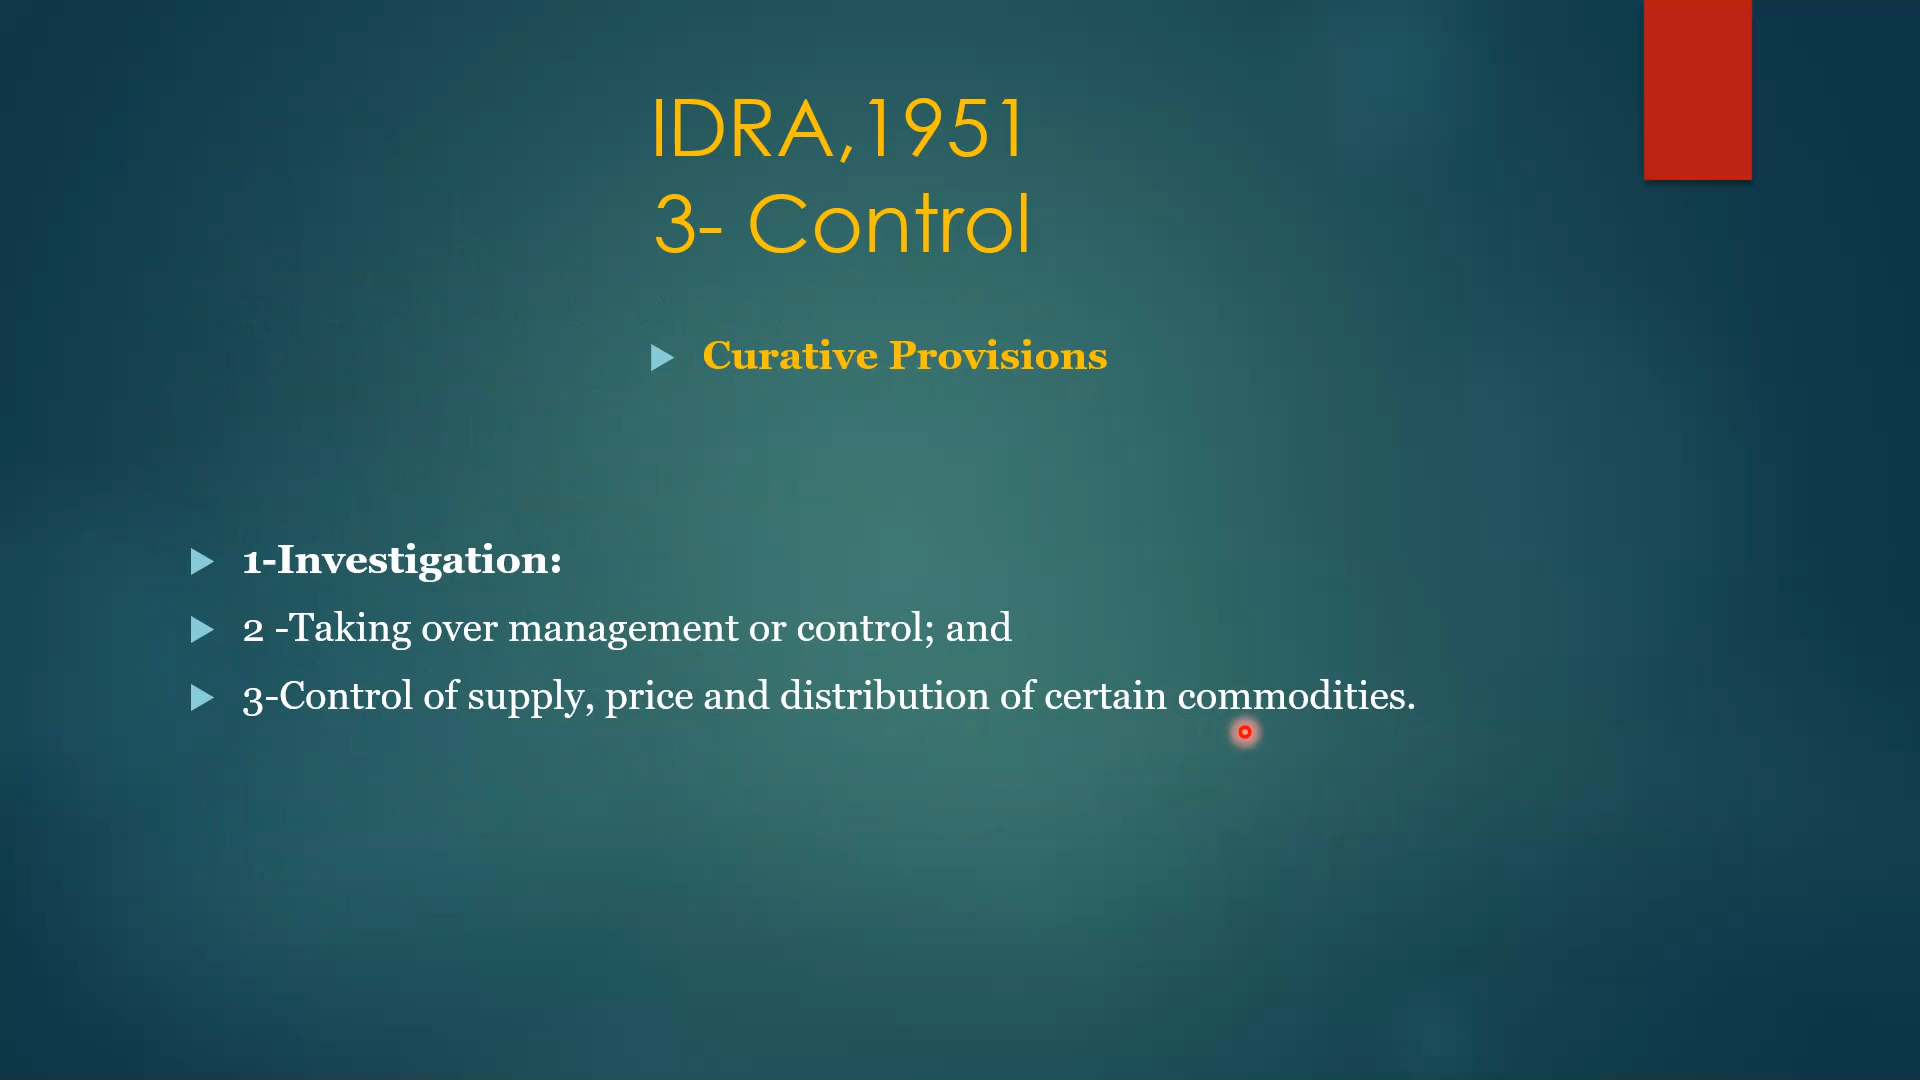 IDRA,1951
3- Control
Curative Provisions
1-Investigation:
2 -Taking over management or control; and
3-Control of supply, price and distribution of certain commodities.